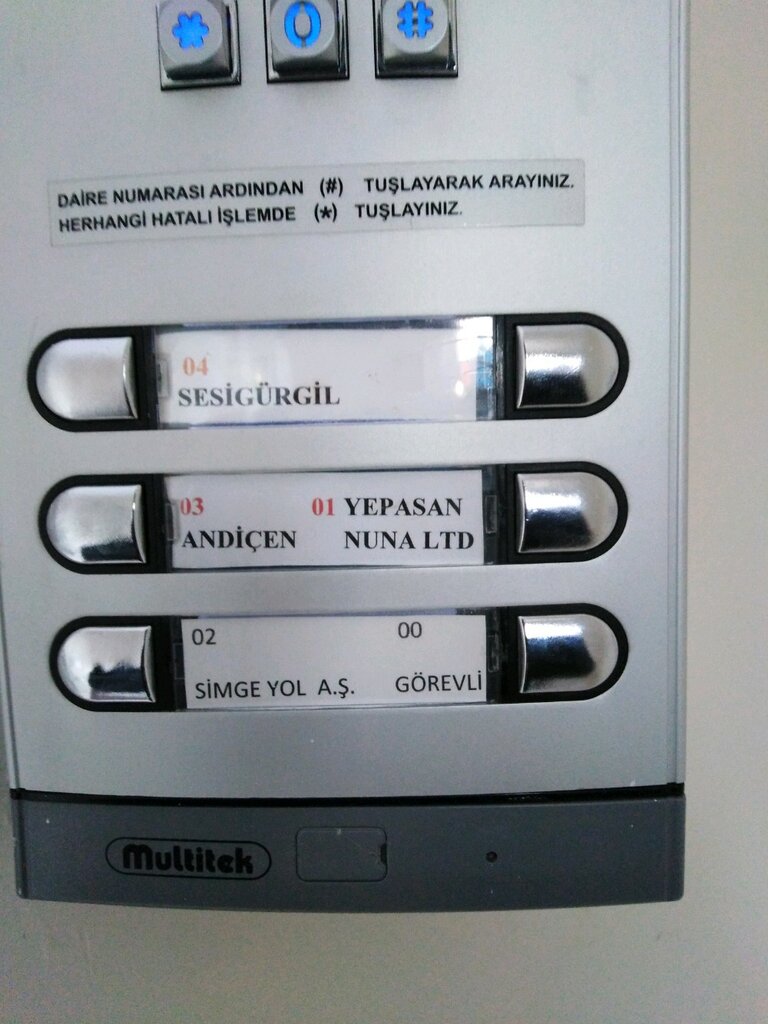 * 0 #
DAİRE NUMARASI ARDINDAN (#) TUŞLAYARAK ARAYINIZ.
HERHANGİ HATALI İŞLEMDE (*) TUŞLAYINIZ.
04
SESİGÜRGİL
03 01 YEPASAN
ANDİÇEN NUNA LTD
02 00
SİMGE YOL A.Ş. GÖREVLİ
Multitek